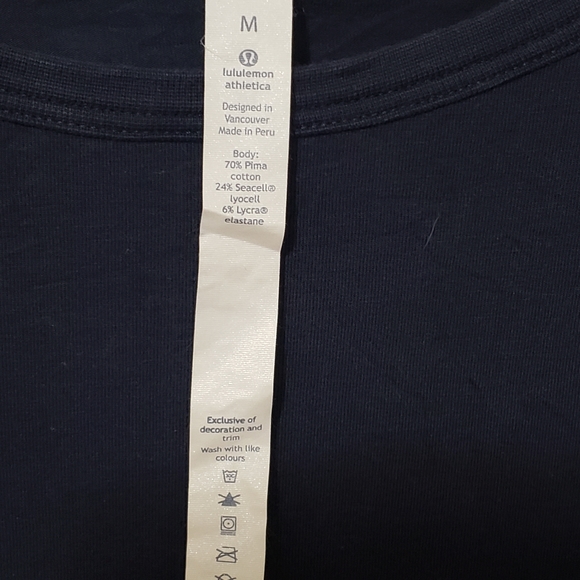 M
lululemon
athletica
Designed in
Vancouver
Made in Peru
Body:
70% Pima
cotton
24% Seacell®
lyocell
6% Lycra®
elastane
Exclusive of
decoration and
trim
Wash with like
colours
30C